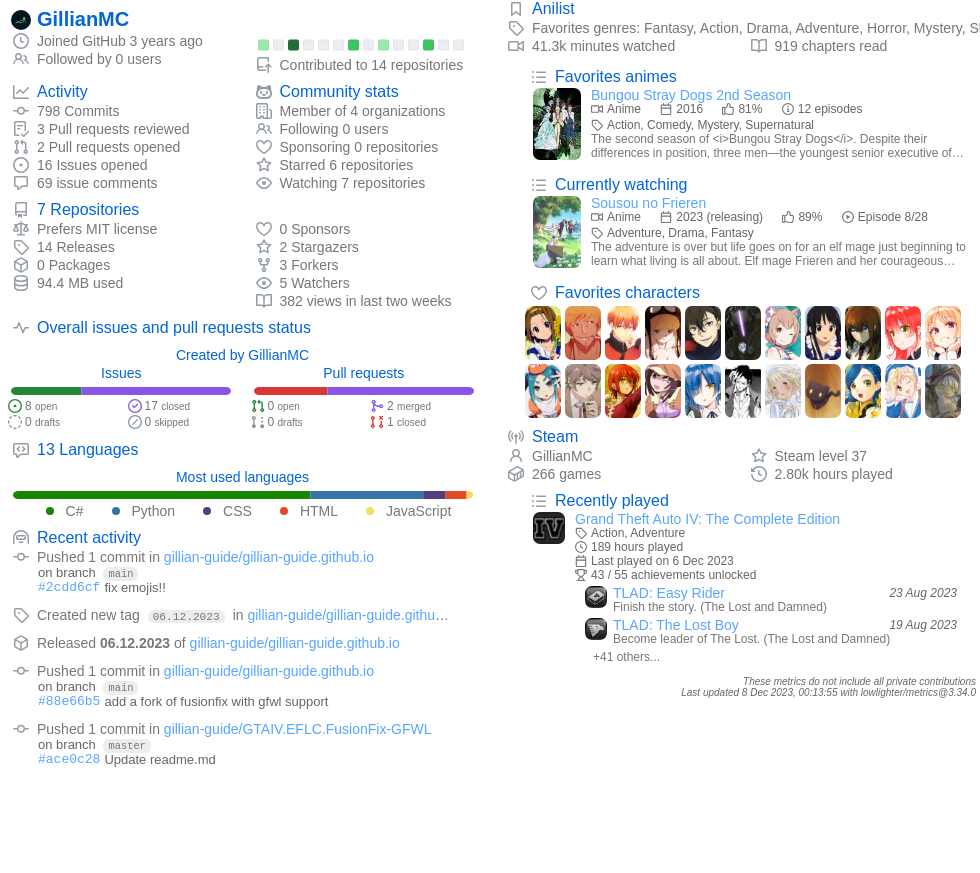 GillianMC
Joined GitHub 3 years ago
Followed by 0 users
Contributed to 14 repositories
Activity
798 Commits
3 Pull requests reviewed
2 Pull requests opened
16 Issues opened
69 issue comments
Community stats
Member of 4 organizations
Following 0 users
Sponsoring 0 repositories
Starred 6 repositories
Watching 7 repositories
7 Repositories
Prefers MIT license
14 Releases
0 Packages
94.4 MB used
0 Sponsors
2 Stargazers
3 Forkers
5 Watchers
382 views in last two weeks
Overall issues and pull requests status
Created by GillianMC
Issues
8 open
17 closed
0 drafts
0 skipped
Pull requests
0 open
2 merged
0 drafts
1 closed
13 Languages
Most used languages
C# Python CSS HTML JavaScript
Recent activity
Pushed 1 commit in gillian-guide/gillian-guide.github.io
on branch main
#2cdd6cf fix emojis!!
Created new tag 06.12.2023 in gillian-guide/gillian-guide.githu…
Released 06.12.2023 of gillian-guide/gillian-guide.github.io
Pushed 1 commit in gillian-guide/gillian-guide.github.io
on branch main
#88e66b5 add a fork of fusionfix with gfwl support
Pushed 1 commit in gillian-guide/GTAIV.EFLC.FusionFix-GFWL
on branch master
#ace0c28 Update readme.md
Anilist
Favorites genres: Fantasy, Action, Drama, Adventure, Horror, Mystery, S
41.3k minutes watched
919 chapters read
Favorites animes
Bungou Stray Dogs 2nd Season
Anime 2016 81% 12 episodes
Action, Comedy, Mystery, Supernatural
The second season of <i>Bungou Stray Dogs</i>. Despite their
differences in position, three men—the youngest senior executive of…
Currently watching
Sousou no Frieren
Anime 2023 (releasing) 89% Episode 8/28
Adventure, Drama, Fantasy
The adventure is over but life goes on for an elf mage just beginning to
learn what living is all about. Elf mage Frieren and her courageous…
Favorites characters
Steam
GillianMC
Steam level 37
266 games
2.80k hours played
Recently played
Grand Theft Auto IV: The Complete Edition
IV
Action, Adventure
189 hours played
Last played on 6 Dec 2023
43 / 55 achievements unlocked
TLAD: Easy Rider 23 Aug 2023
Finish the story. (The Lost and Damned)
TLAD: The Lost Boy 19 Aug 2023
Become leader of The Lost. (The Lost and Damned)
+41 others...
These metrics do not include all private contributions
Last updated 8 Dec 2023, 00:13:55 with lowlighter/metrics@3.34.0